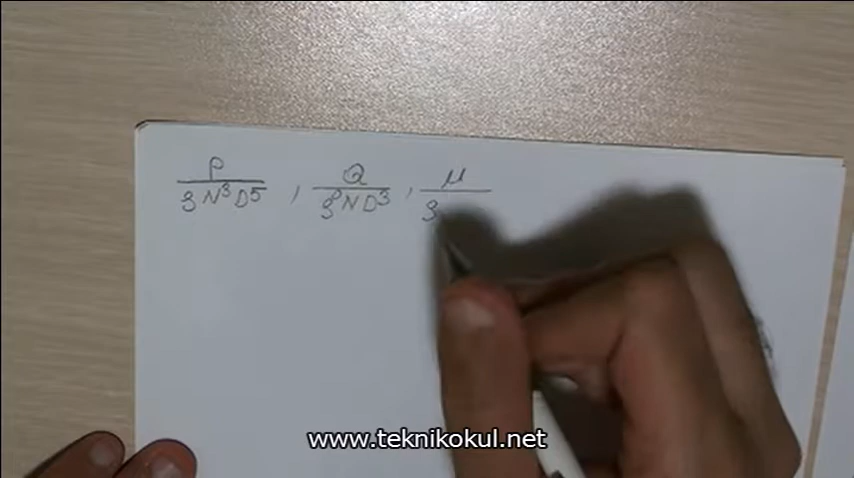 P/ρN³D⁵ , Q/ρND³ , μ/ρ
www.teknikokul.net